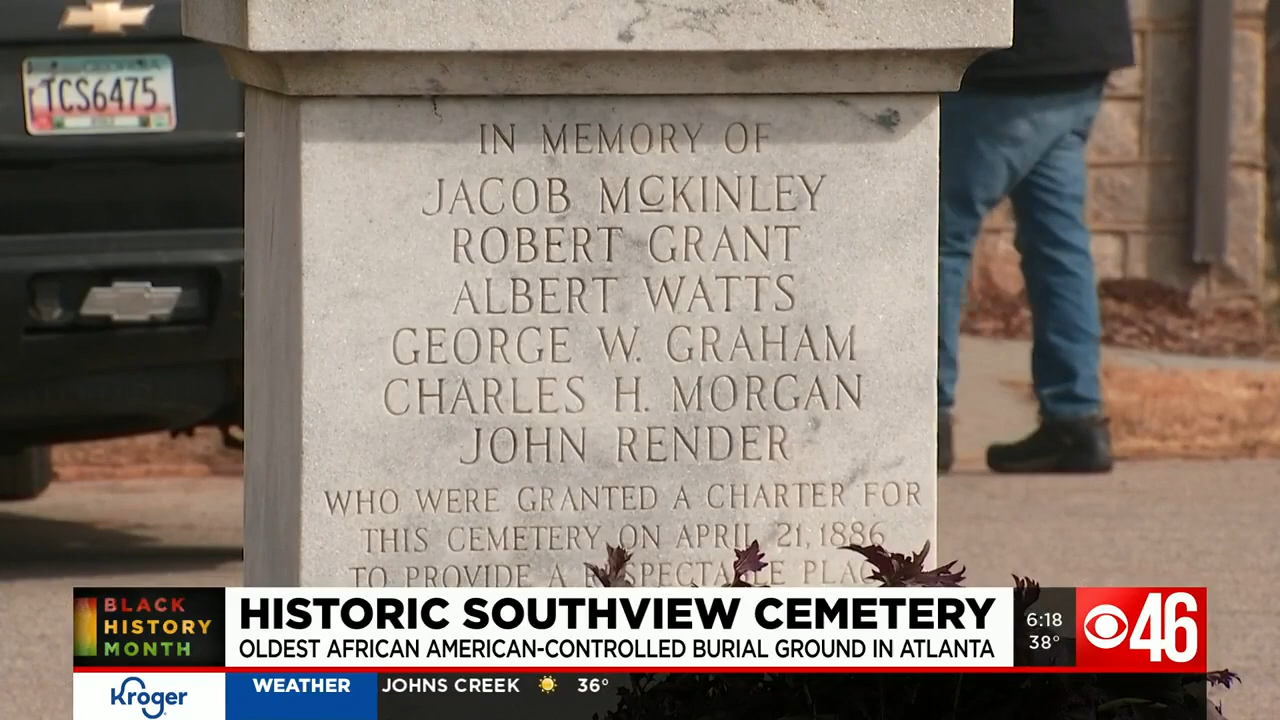 GEORGIA
TCS6475
IN MEMORY OF
JACOB McKINLEY
ROBERT GRANT
ALBERT WATTS
GEORGE W. GRAHAM
CHARLES H. MORGAN
JOHN RENDER
WHO WERE GRANTED A CHARTER FOR
THIS CEMETERY ON APRIL 21, 1886
TO PROVIDE A
BLACK
HISTORY
MONTH
HISTORIC SOUTHVIEW CEMETERY
OLDEST AFRICAN AMERICAN-CONTROLLED BURIAL GROUND IN ATLANTA
6:18
38°
46
Kroger
WEATHER
JOHNS CREEK 36°